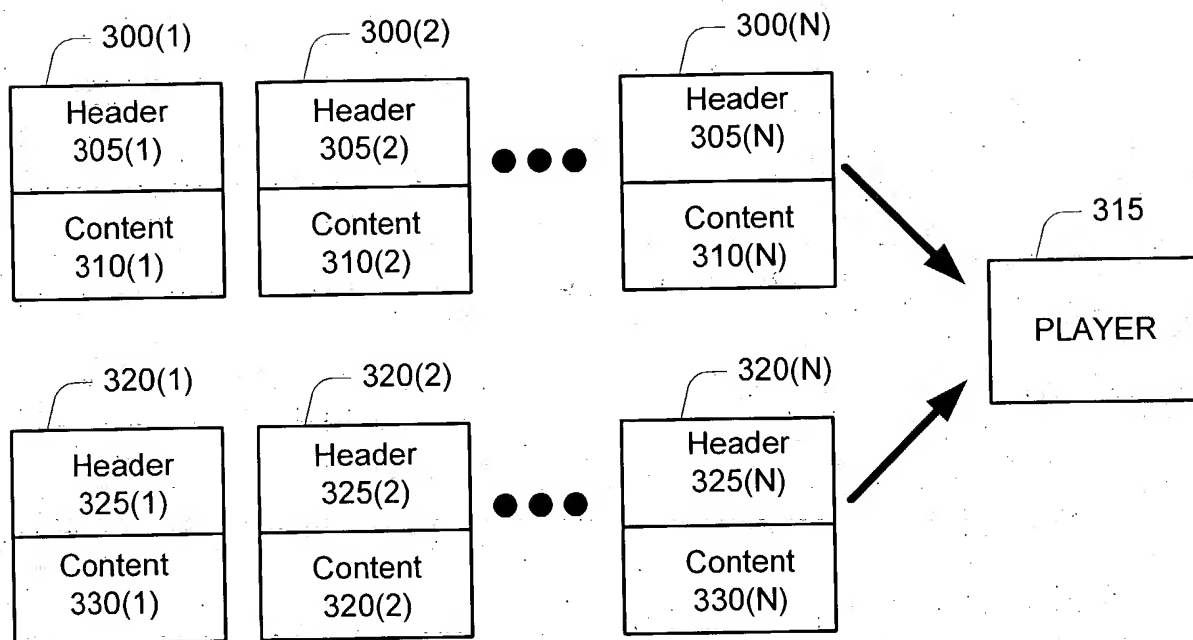 300(1)
300(2)
300(N)
Header
305(1)
Header
305(2)
Header
305(N)
Content
310(1)
Content
310(2)
Content
310(N)
315
PLAYER
320(1)
320(2)
320(N)
Header
325(1)
Header
325(2)
Header
325(N)
Content
330(1)
Content
320(2)
Content
330(N)